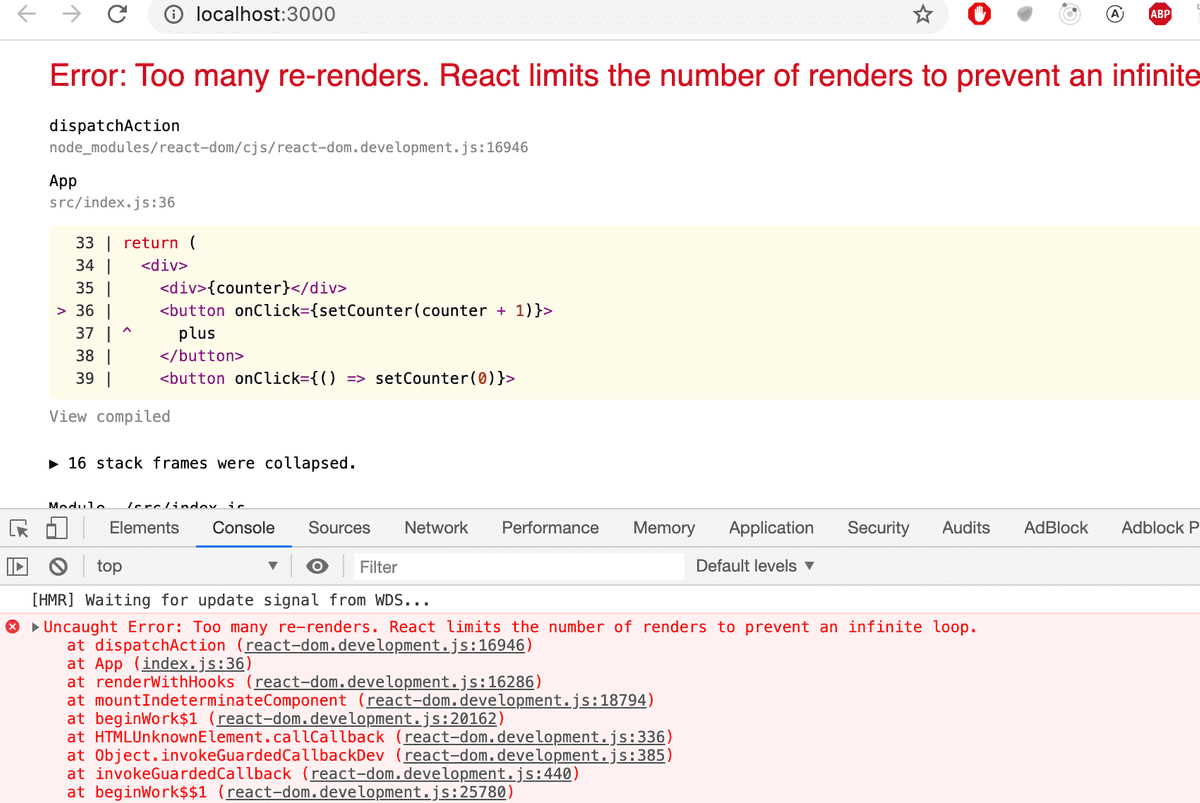 localhost:3000
A
ABP
Error: Too many re-renders. React limits the number of renders to prevent an infinite
dispatchAction
node_modules/react-dom/cjs/react-dom.development.js:16946
App
src/index.js:36
33 | return (
34 |   <div>
35 |     <div>{counter}</div>
> 36 |     <button onClick={setCounter(counter + 1)}>
37 | ^     plus
38 |     </button>
39 |     <button onClick={() => setCounter(0)}>
View compiled
▶ 16 stack frames were collapsed.
Module../src/index.js
Elements Console Sources Network Performance Memory Application Security Audits AdBlock Adblock P
top ▼ Filter Default levels ▼
[HMR] Waiting for update signal from WDS...
▶Uncaught Error: Too many re-renders. React limits the number of renders to prevent an infinite loop.
at dispatchAction (react-dom.development.js:16946)
at App (index.js:36)
at renderWithHooks (react-dom.development.js:16286)
at mountIndeterminateComponent (react-dom.development.js:18794)
at beginWork$1 (react-dom.development.js:20162)
at HTMLUnknownElement.callCallback (react-dom.development.js:336)
at Object.invokeGuardedCallbackDev (react-dom.development.js:385)
at invokeGuardedCallback (react-dom.development.js:440)
at beginWork$$1 (react-dom.development.js:25780)